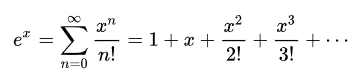 e^x = \sum_{n=0}^{\infty} \frac{x^n}{n!} = 1 + x + \frac{x^2}{2!} + \frac{x^3}{3!} + \cdots